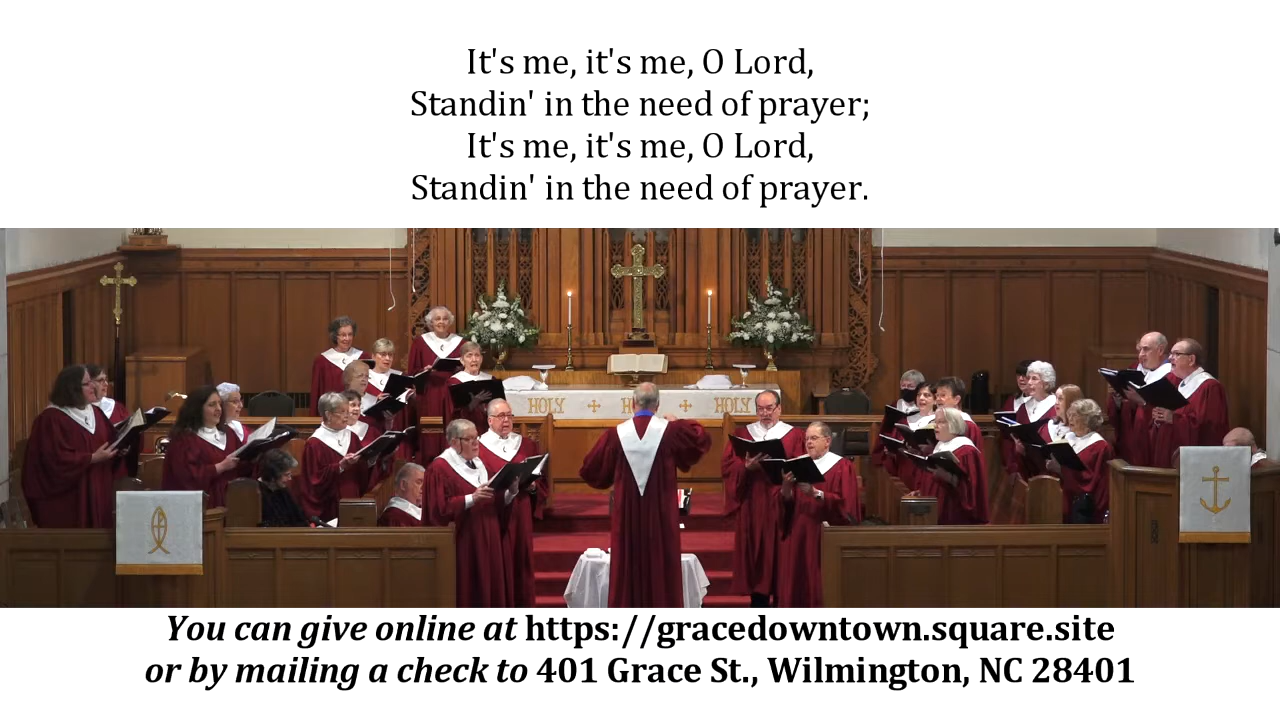 It's me, it's me, O Lord,
Standin' in the need of prayer;
It's me, it's me, O Lord,
Standin' in the need of prayer.
HOLY HOLY
You can give online at https://gracedowntown.square.site
or by mailing a check to 401 Grace St., Wilmington, NC 28401